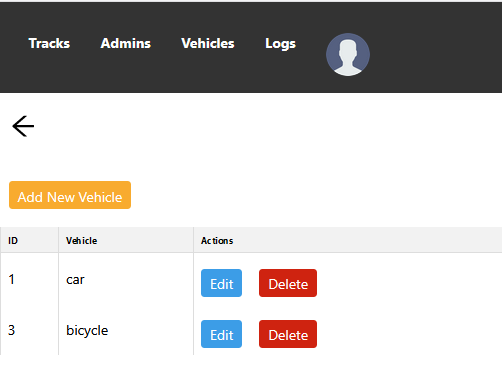 Tracks Admins Vehicles Logs
Add New Vehicle
ID Vehicle Actions
1 car Edit Delete
3 bicycle Edit Delete